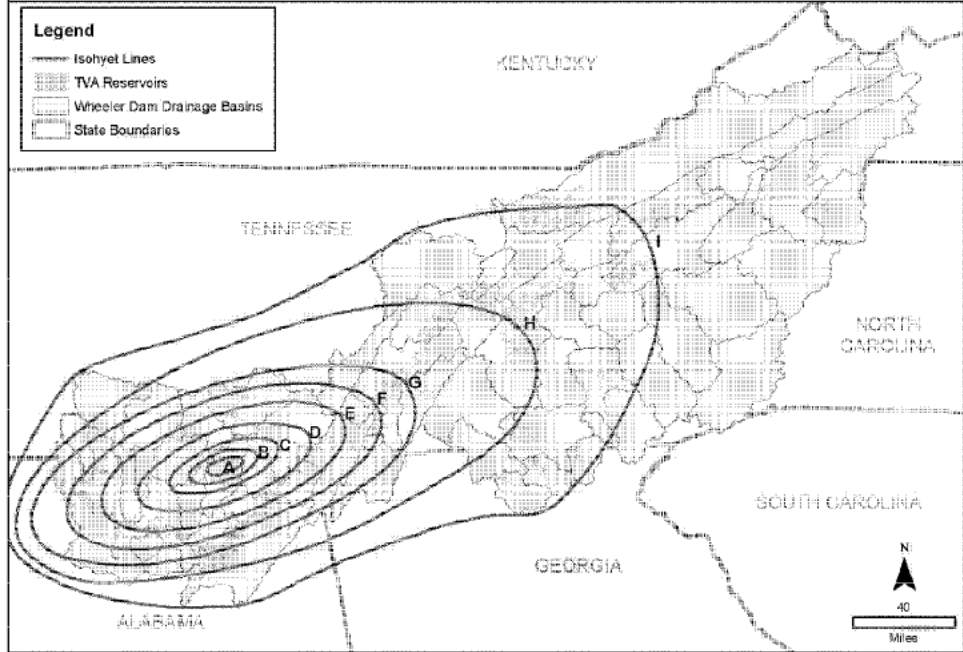 Legend
Isohyet Lines
TVA Reservoirs
Wheeler Dam Drainage Basins
State Boundaries
KENTUCKY
TENNESSEE
I
NORTH
CAROLINA
H
G
F
E
D
C
B
A
SOUTH CAROLINA
GEORGIA
ALABAMA
N
40
Miles